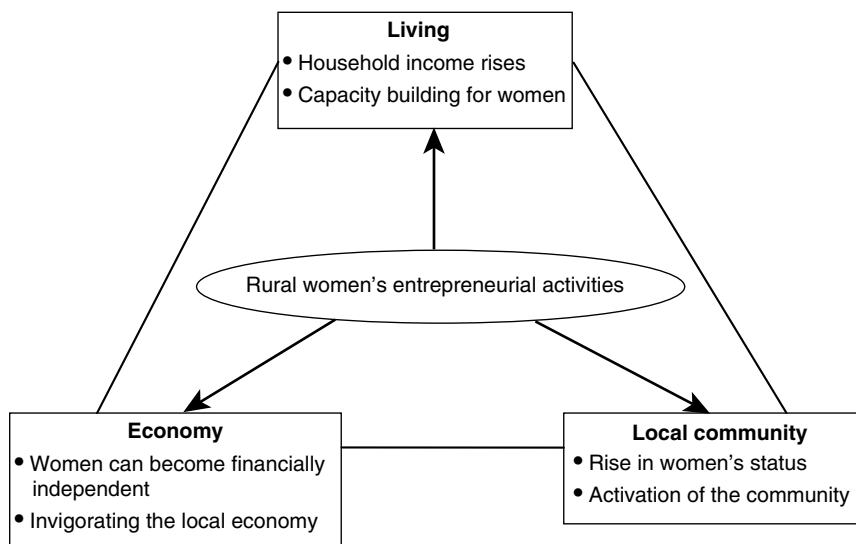 Living
• Household income rises
• Capacity building for women
Rural women’s entrepreneurial activities
Economy
• Women can become financially
independent
• Invigorating the local economy
Local community
• Rise in women’s status
• Activation of the community